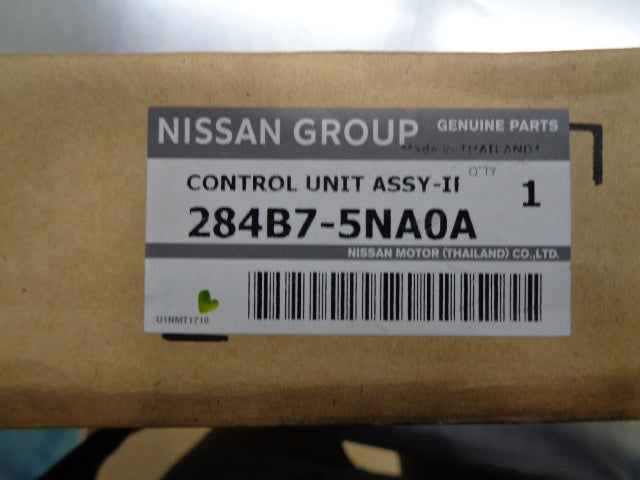 NISSAN GROUP GENUINE PARTS
*Made in THAILAND*
CONTROL UNIT ASSY-II Q'TY 1
284B7-5NA0A
NISSAN MOTOR (THAILAND) CO.,LTD.
U1NMT1710